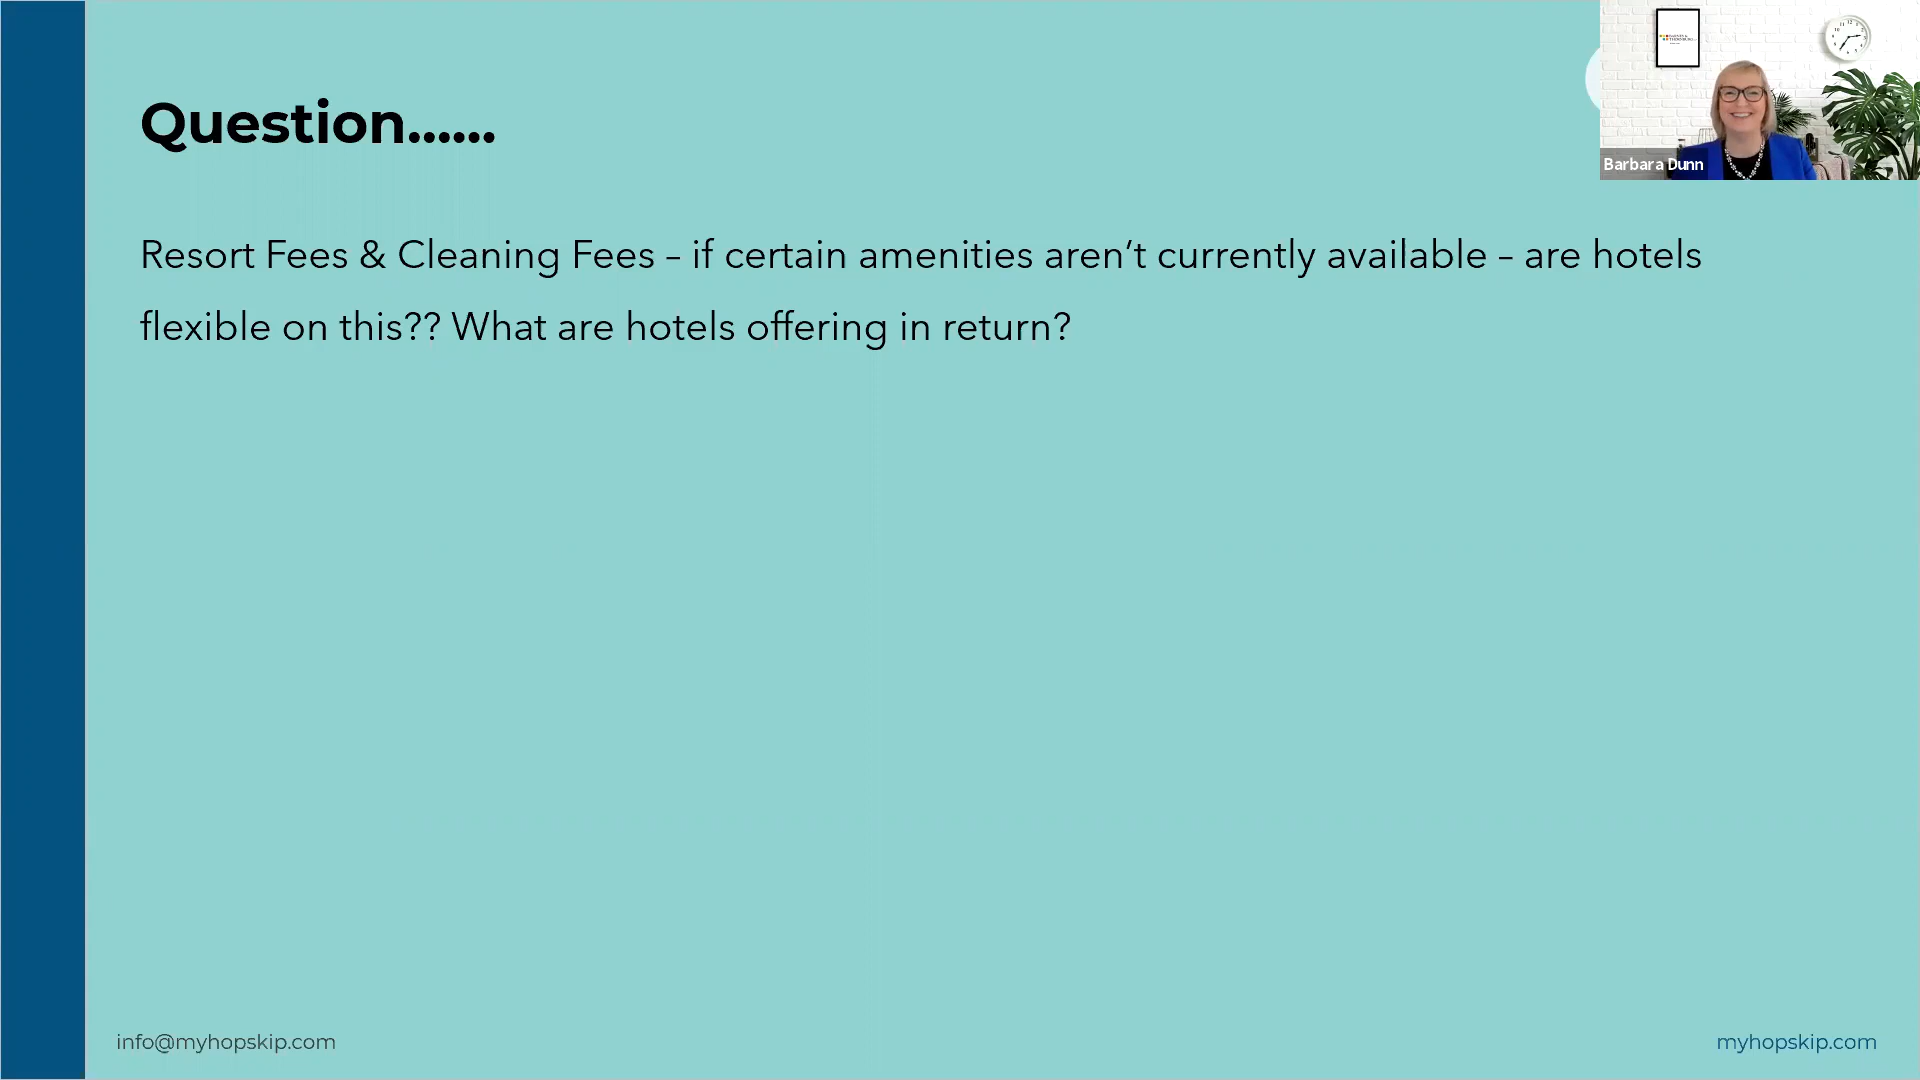 Question......
Barbara Dunn
Resort Fees & Cleaning Fees – if certain amenities aren’t currently available – are hotels
flexible on this?? What are hotels offering in return?
info@myhopskip.com
myhopskip.com